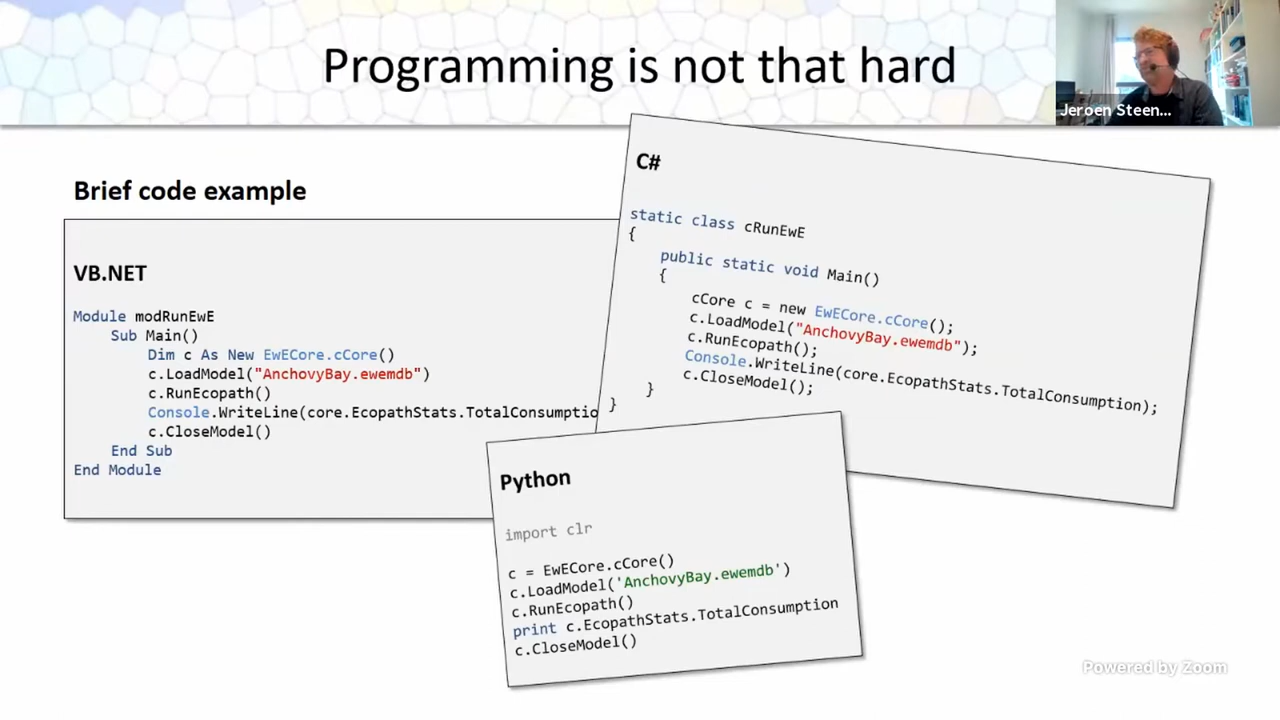 Programming is not that hard
Jeroen Steen...
Brief code example
VB.NET
Module modRunEwE
Sub Main()
Dim c As New EwECore.cCore()
c.LoadModel("AnchovyBay.ewemdb")
c.RunEcopath()
Console.WriteLine(core.EcopathStats.TotalConsumptio
c.CloseModel()
End Sub
End Module
C#
static class cRunEwE
{
public static void Main()
{
cCore c = new EwECore.cCore();
c.LoadModel("AnchovyBay.ewemdb");
c.RunEcopath();
Console.WriteLine(core.EcopathStats.TotalConsumption);
c.CloseModel();
}
}
Python
import clr
c = EwECore.cCore()
c.LoadModel('AnchovyBay.ewemdb')
c.RunEcopath()
print c.EcopathStats.TotalConsumption
c.CloseModel()
Powered by Zoom